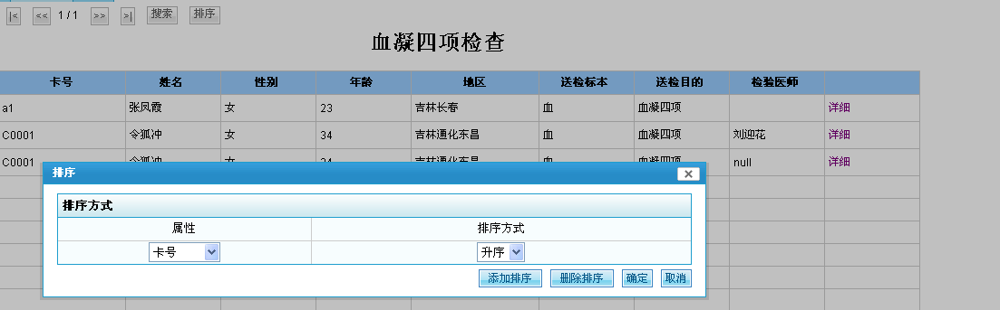 |< << 1 / 1 >> >| 搜索 排序
血凝四项检查
卡号 姓名 性别 年龄 地区 送检标本 送检目的 检验医师
a1 张凤霞 女 23 吉林长春 血 血凝四项 详细
C0001 令狐冲 女 34 吉林通化东昌 血 血凝四项 刘迎花 详细
C0001 令狐冲 女 34 吉林通化东昌 血 血凝四项 null 详细
排序
排序方式
属性 排序方式
卡号 升序
添加排序 删除排序 确定 取消